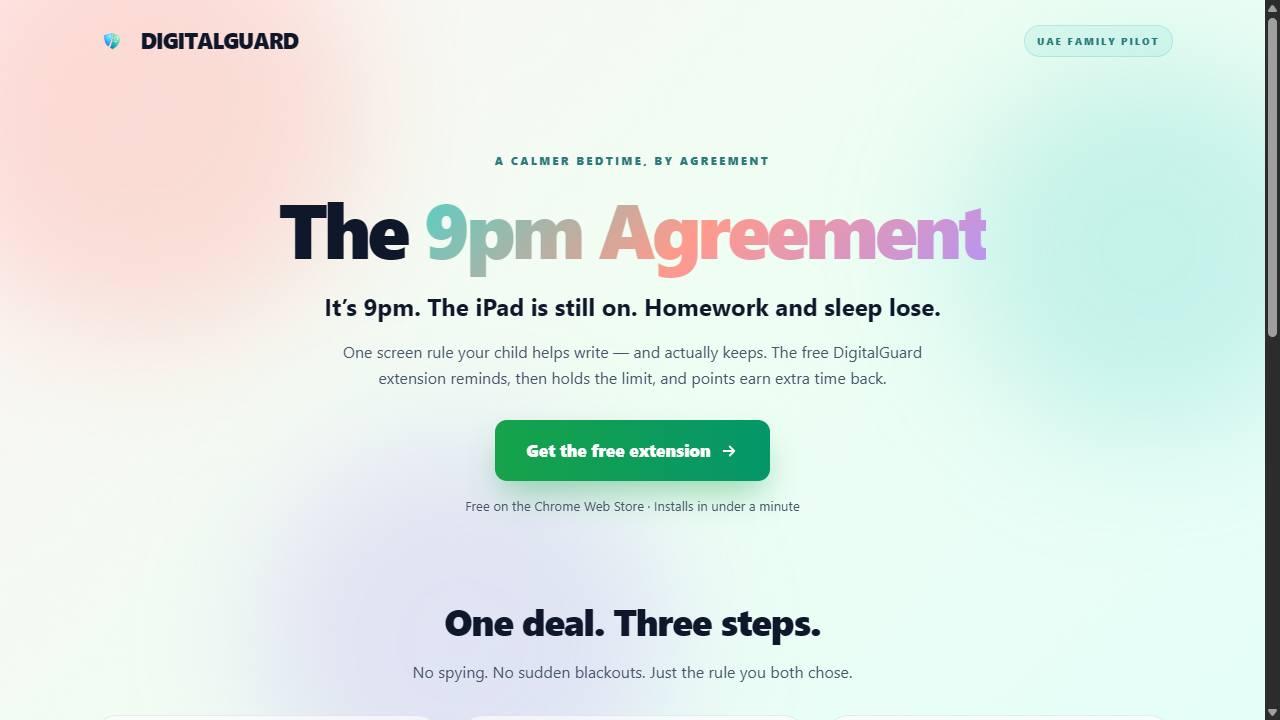 DIGITALGUARD
UAE FAMILY PILOT
A CALMER BEDTIME, BY AGREEMENT
The 9pm Agreement
It’s 9pm. The iPad is still on. Homework and sleep lose.
One screen rule your child helps write — and actually keeps. The free DigitalGuard
extension reminds, then holds the limit, and points earn extra time back.
Get the free extension →
Free on the Chrome Web Store · Installs in under a minute
One deal. Three steps.
No spying. No sudden blackouts. Just the rule you both chose.